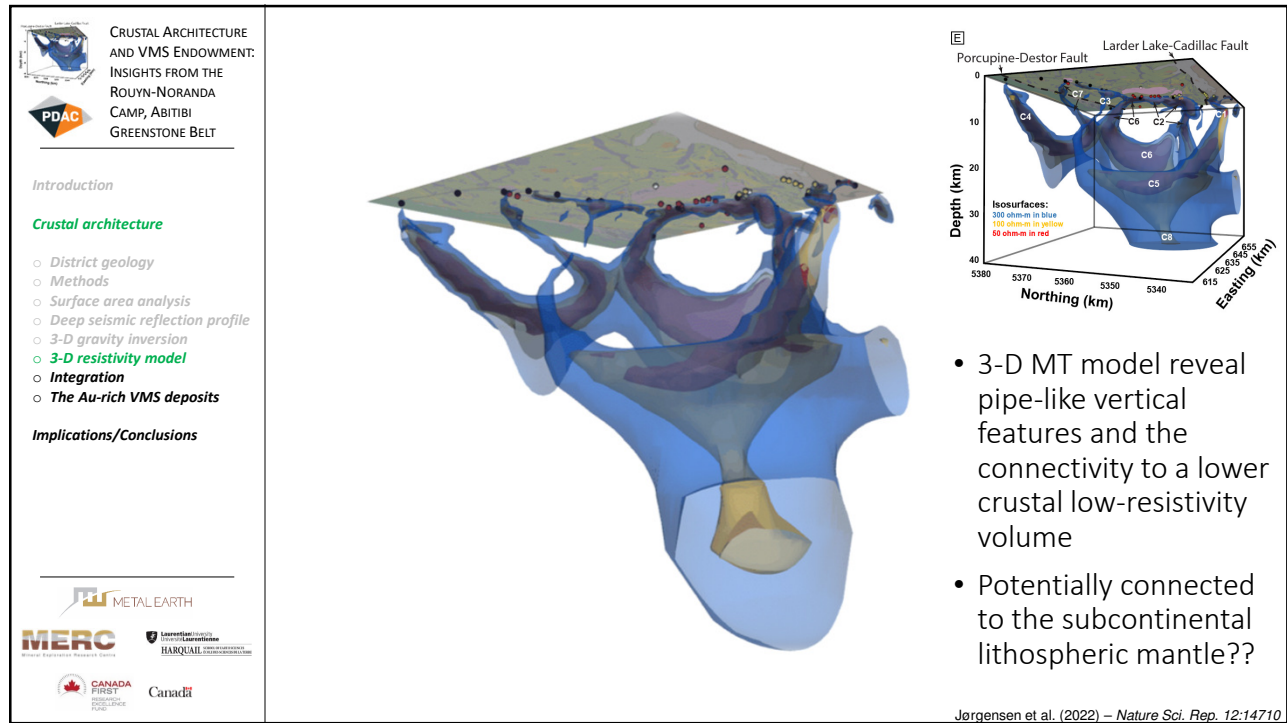 CRUSTAL ARCHITECTURE
AND VMS ENDOWMENT:
INSIGHTS FROM THE
ROUYN-NORANDA
CAMP, ABITIBI
GREENSTONE BELT
PDAC
Introduction
Crustal architecture
○ District geology
○ Methods
○ Surface area analysis
○ Deep seismic reflection profile
○ 3-D gravity inversion
○ 3-D resistivity model
○ Integration
○ The Au-rich VMS deposits
Implications/Conclusions
METAL EARTH
MERC
Mineral Exploration Research Centre
LaurentianUniversity
UniversitéLaurentienne
HARQUAIL
CANADA
FIRST
RESEARCH
EXCELLENCE
FUND
Canada
E
Larder Lake-Cadillac Fault
Porcupine-Destor Fault
0
10
20
30
40
Depth (km)
C4
C7
C3
C6
C2
C1
C6
C5
C8
Isosurfaces:
300 ohm-m in blue
100 ohm-m in yellow
50 ohm-m in red
5380
5370
5360
5350
5340
Northing (km)
615
625
635
645
655
Easting (km)
• 3-D MT model reveal
pipe-like vertical
features and the
connectivity to a lower
crustal low-resistivity
volume
• Potentially connected
to the subcontinental
lithospheric mantle??
Jørgensen et al. (2022) – Nature Sci. Rep. 12:14710